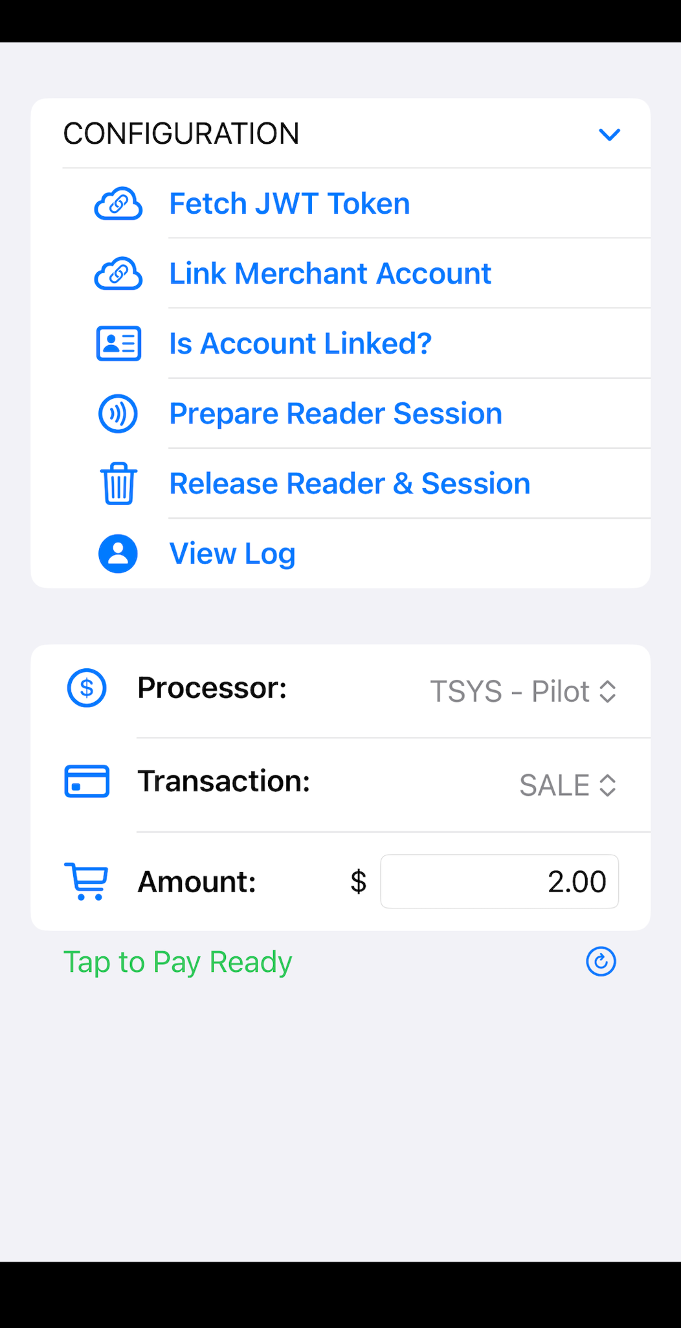 CONFIGURATION
Fetch JWT Token
Link Merchant Account
Is Account Linked?
Prepare Reader Session
Release Reader & Session
View Log
Processor: TSYS - Pilot
Transaction: SALE
Amount: $ 2.00
Tap to Pay Ready